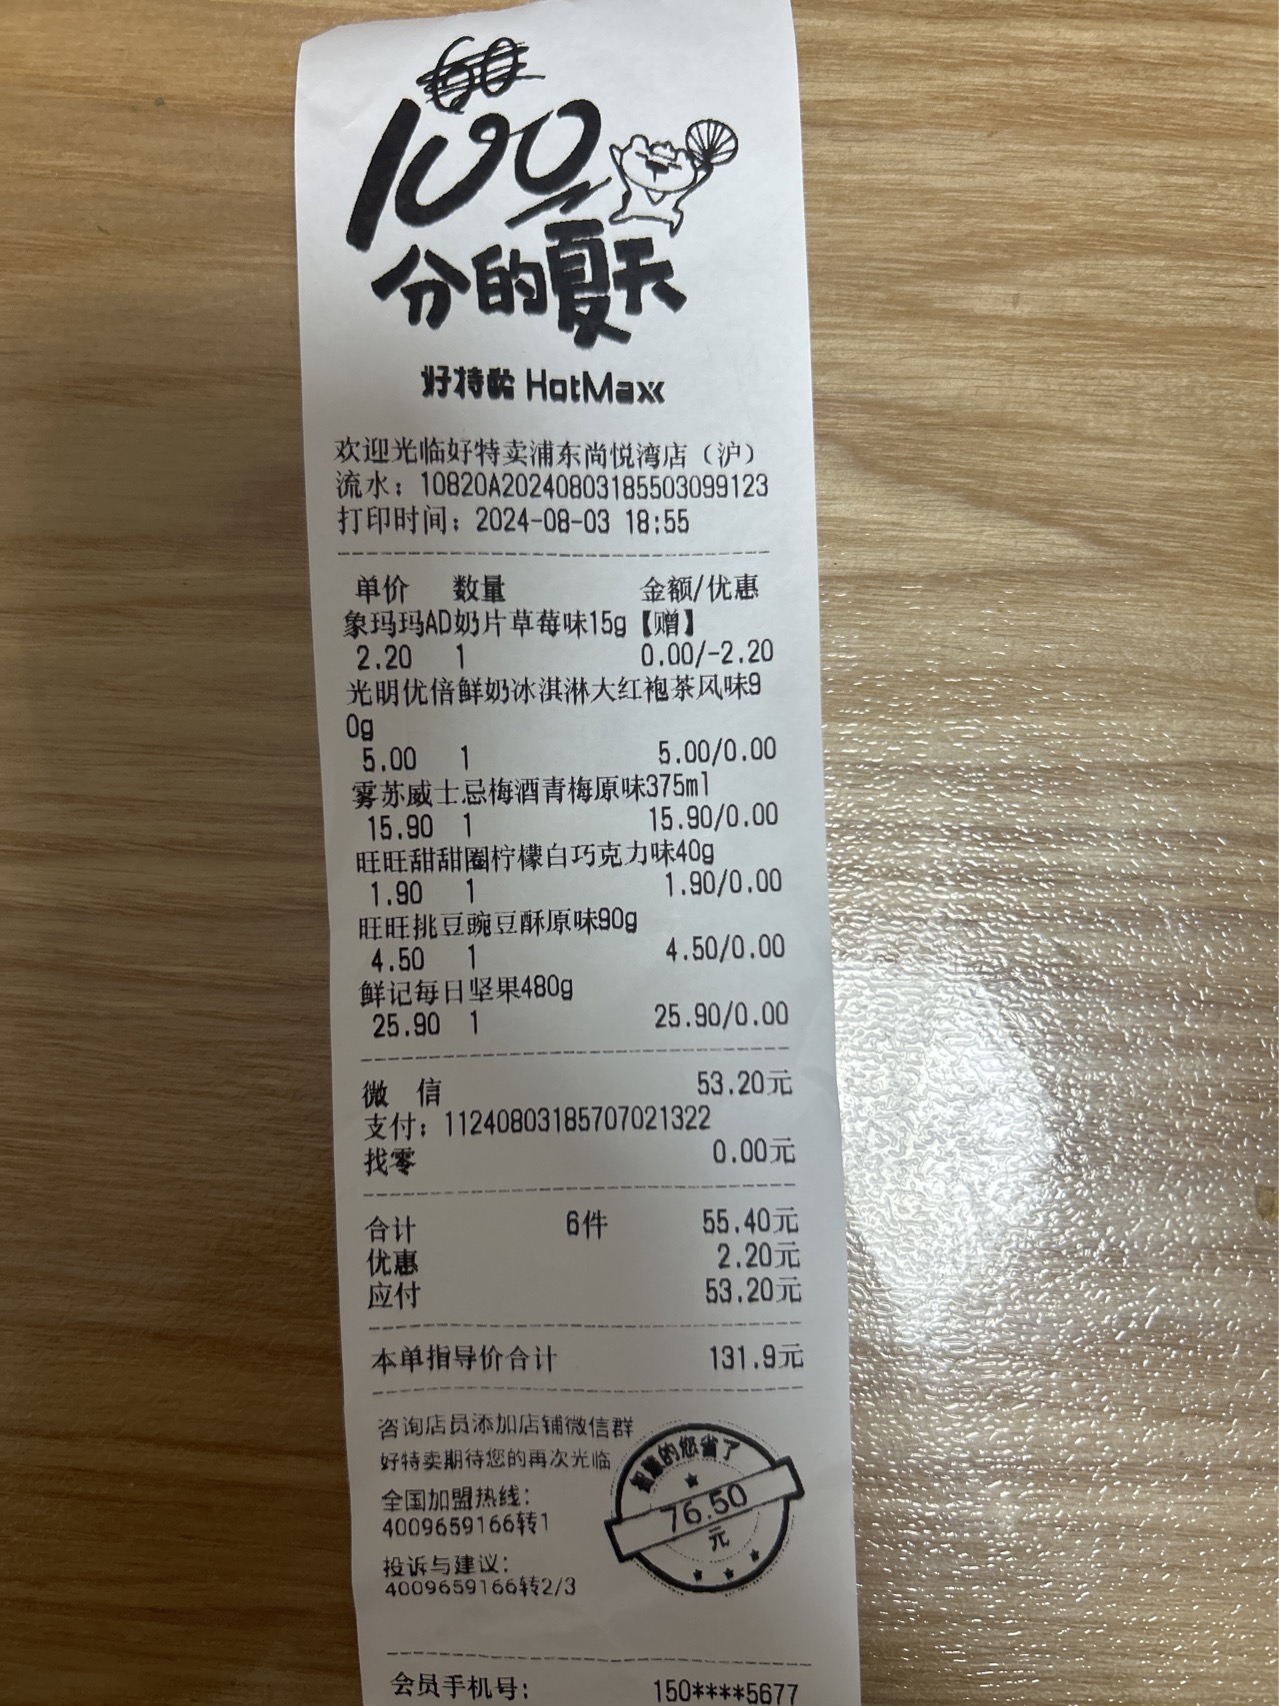 100
分的夏天
好特卖 HotMaxx
欢迎光临好特卖浦东尚悦湾店（沪）
流水：10820A20240803185503099123
打印时间：2024-08-03 18:55
单价 数量 金额/优惠
象玛玛AD奶片草莓味15g【赠】
2.20 1 0.00/-2.20
光明优倍鲜奶冰淇淋大红袍茶风味9
0g
5.00 1 5.00/0.00
雾苏威士忌梅酒青梅原味375ml
15.90 1 15.90/0.00
旺旺甜甜圈柠檬白巧克力味40g
1.90 1 1.90/0.00
旺旺挑豆豌豆酥原味90g
4.50 1 4.50/0.00
鲜记每日坚果480g
25.90 1 25.90/0.00
微 信 53.20元
支付：11240803185707021322
找零 0.00元
合计 6件 55.40元
优惠 2.20元
应付 53.20元
本单指导价合计 131.9元
咨询店员添加店铺微信群
好特卖期待您的再次光临
全国加盟热线：
4009659166转1
投诉与建议：
4009659166转2/3
的您省了
76.50
元
会员手机号： 150****5677